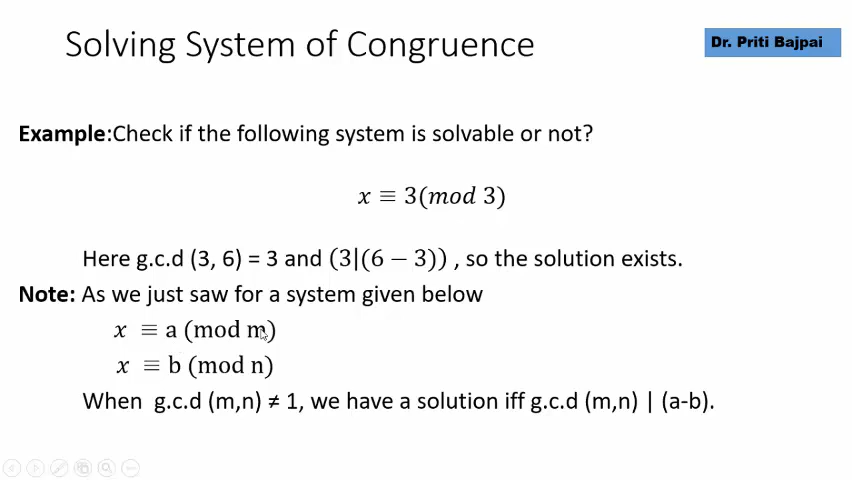 Solving System of Congruence
Dr. Priti Bajpai
Example:Check if the following system is solvable or not?
x ≡ 3(mod 3)
Here g.c.d (3, 6) = 3 and (3|(6 − 3)) , so the solution exists.
Note: As we just saw for a system given below
x ≡ a (mod m)
x ≡ b (mod n)
When g.c.d (m,n) ≠ 1, we have a solution iff g.c.d (m,n) | (a-b).